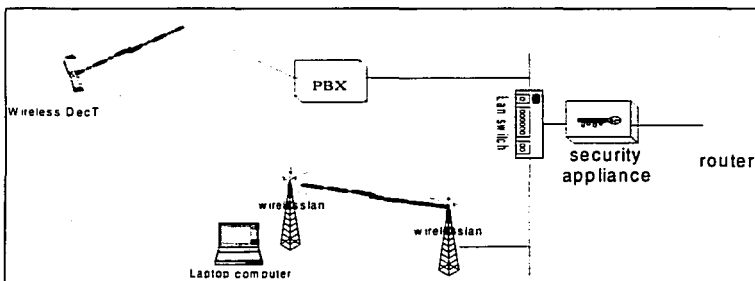 Wireless DecT
PBX
Lan switch
security
appliance
router
wirelesslan
wirelesslan
Laptop computer